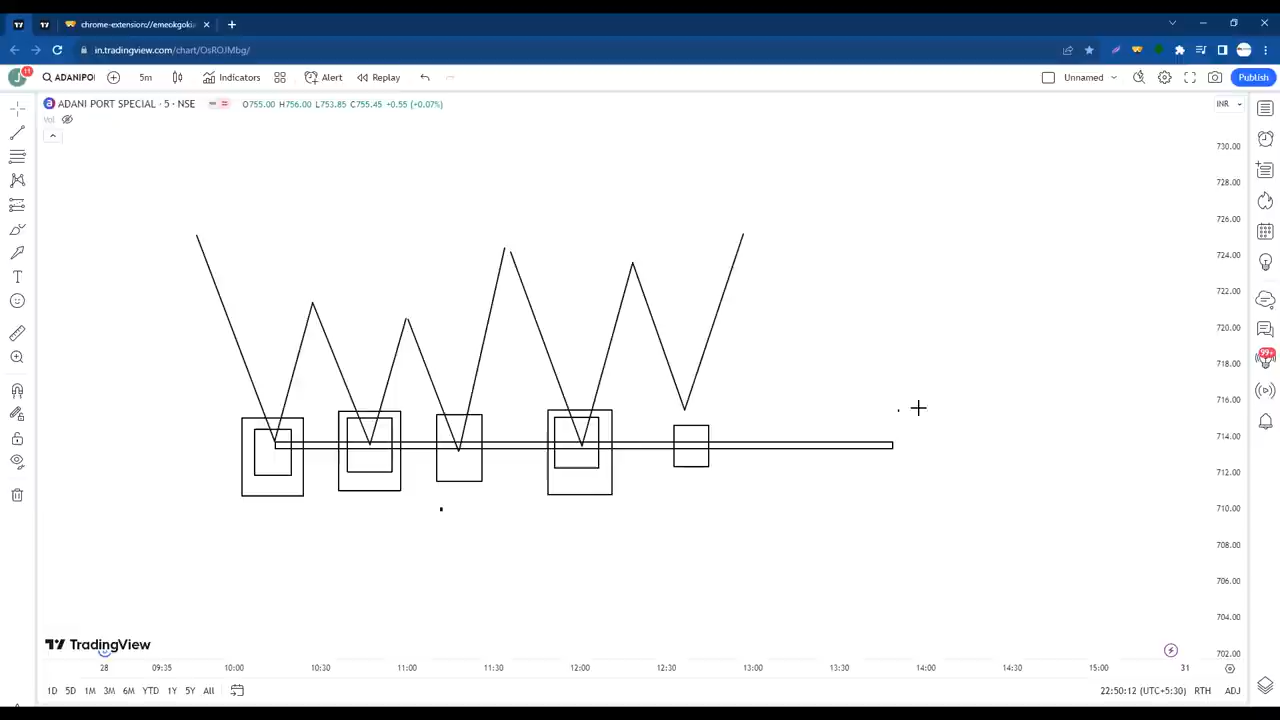 chrome-extension://emeokgokia
in.tradingview.com/chart/OsROJMbg/
11
ADANIPO
5m
Indicators
Alert
Replay
Unnamed
Publish
ADANI PORT SPECIAL · 5 · NSE
O755.00 H756.00 L753.85 C755.45 +0.55 (+0.07%)
INR
Vol
730.00
728.00
726.00
724.00
722.00
720.00
718.00
716.00
714.00
712.00
710.00
708.00
706.00
704.00
702.00
99+
TradingView
28
09:35
10:00
10:30
11:00
11:30
12:00
12:30
13:00
13:30
14:00
14:30
15:00
31
1D 5D 1M 3M 6M YTD 1Y 5Y All
22:50:12 (UTC+5:30) RTH ADJ